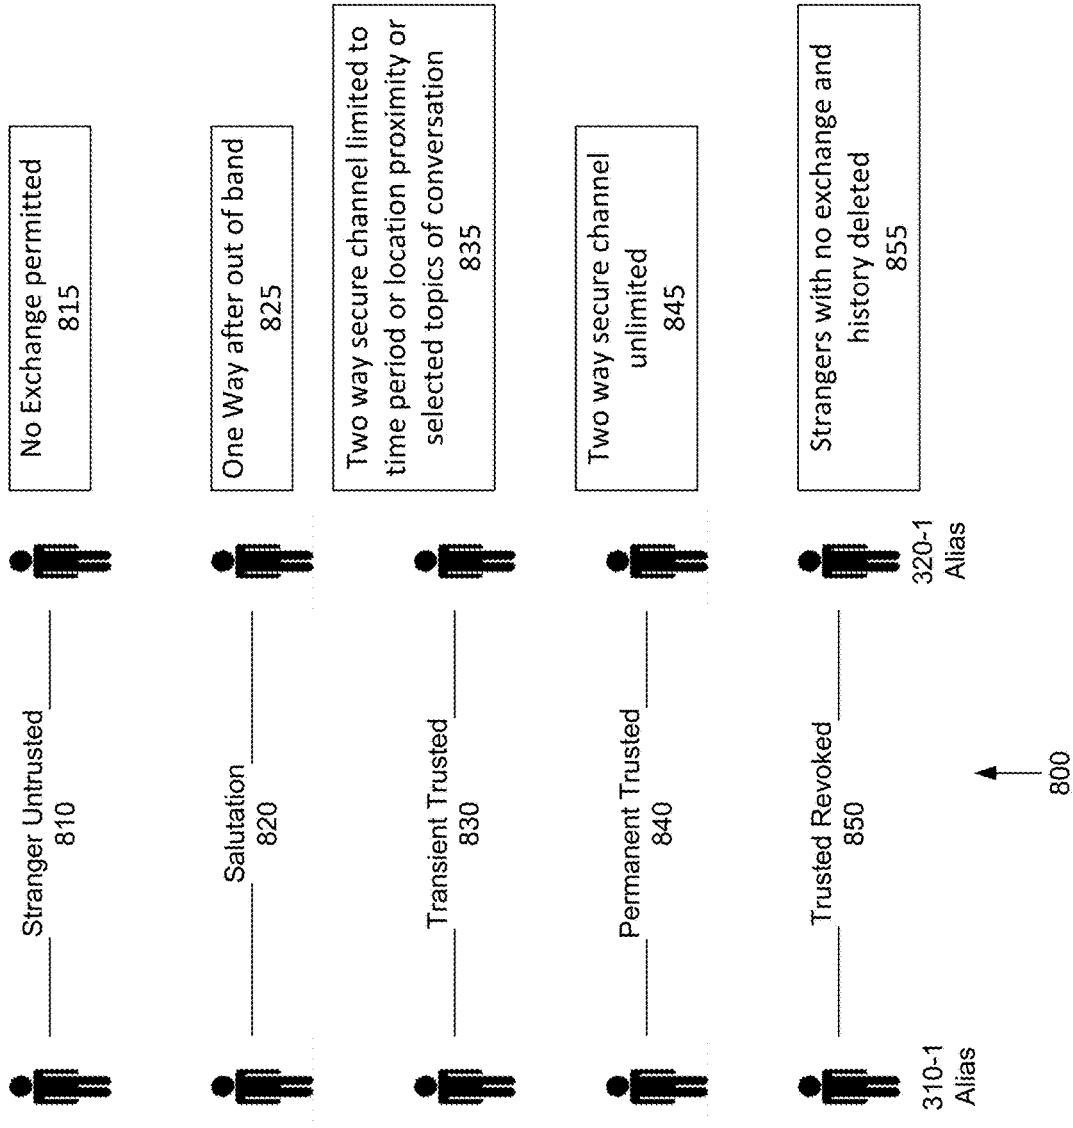 Stranger Untrusted
810
No Exchange permitted
815
Salutation
820
One Way after out of band
825
Transient Trusted
830
Two way secure channel limited to
time period or location proximity or
selected topics of conversation
835
Permanent Trusted
840
Two way secure channel
unlimited
845
Trusted Revoked
850
Strangers with no exchange and
history deleted
855
310-1
Alias
320-1
Alias
800